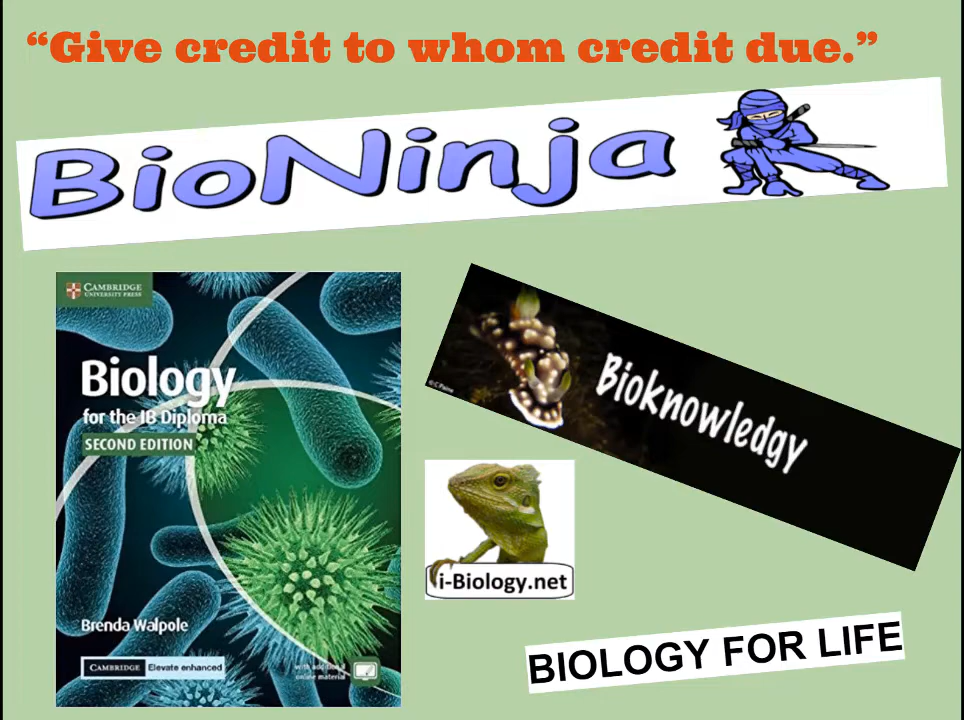 “Give credit to whom credit due.”
BioNinja
CAMBRIDGE
UNIVERSITY PRESS
Biology
for the IB Diploma
SECOND EDITION
Brenda Walpole
CAMBRIDGE Elevate enhanced
with additional
online material
Bioknowledgy
i-Biology.net
BIOLOGY FOR LIFE